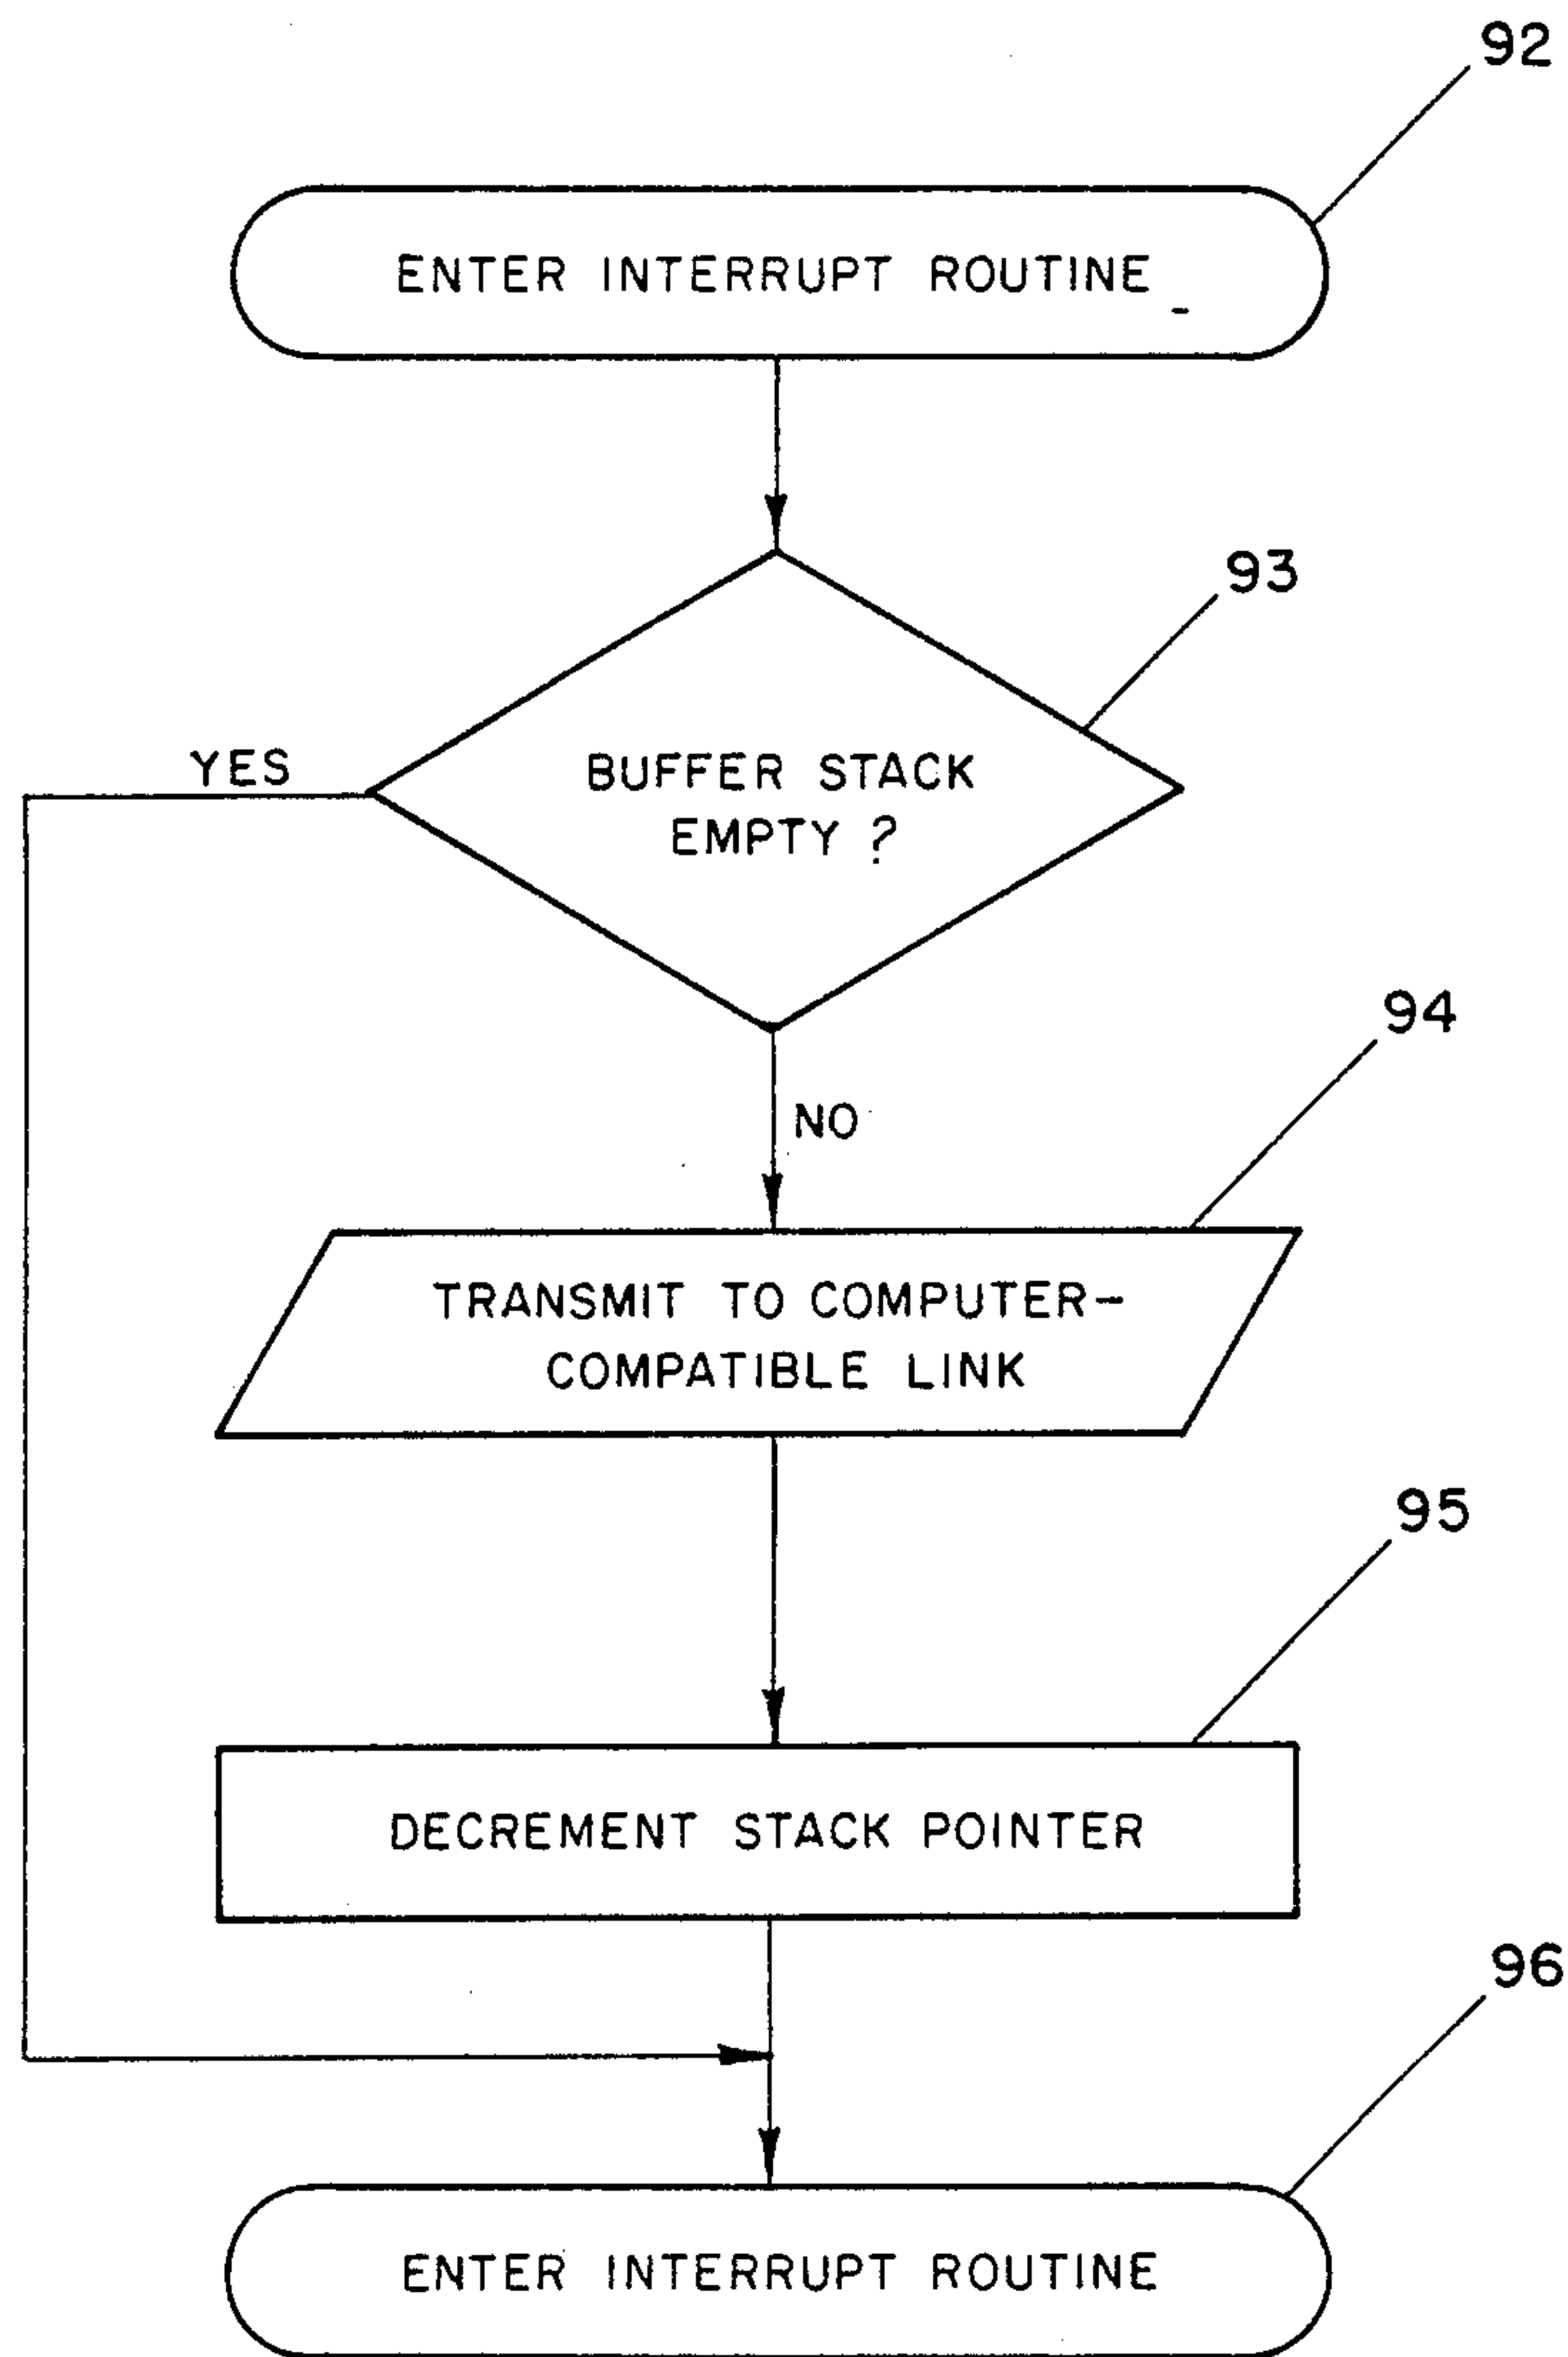 92
ENTER INTERRUPT ROUTINE
93
YES
BUFFER STACK
EMPTY ?
94
NO
TRANSMIT TO COMPUTER-
COMPATIBLE LINK
95
DECREMENT STACK POINTER
96
ENTER INTERRUPT ROUTINE